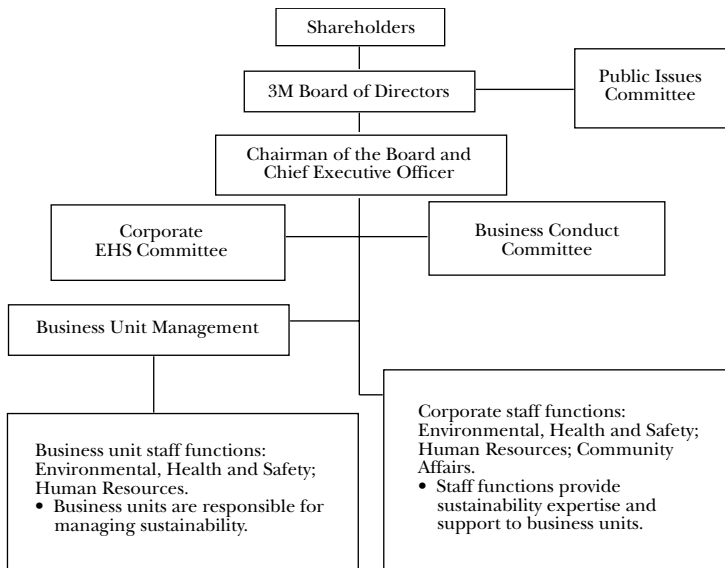 Shareholders
3M Board of Directors
Public Issues
Committee
Chairman of the Board and
Chief Executive Officer
Corporate
EHS Committee
Business Conduct
Committee
Business Unit Management
Business unit staff functions:
Environmental, Health and Safety;
Human Resources.
• Business units are responsible for
managing sustainability.
Corporate staff functions:
Environmental, Health and Safety;
Human Resources; Community
Affairs.
• Staff functions provide
sustainability expertise and
support to business units.